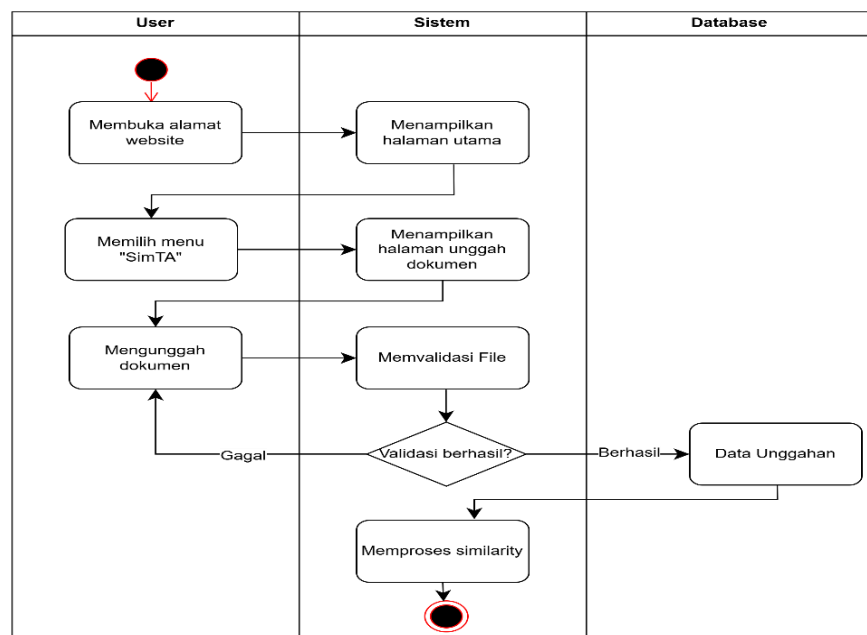 User
Sistem
Database
Membuka alamat
website
Menampilkan
halaman utama
Memilih menu
"SimTA"
Menampilkan
halaman unggah
dokumen
Mengunggah
dokumen
Memvalidasi File
Gagal
Validasi berhasil?
Berhasil
Data Unggahan
Memproses similarity